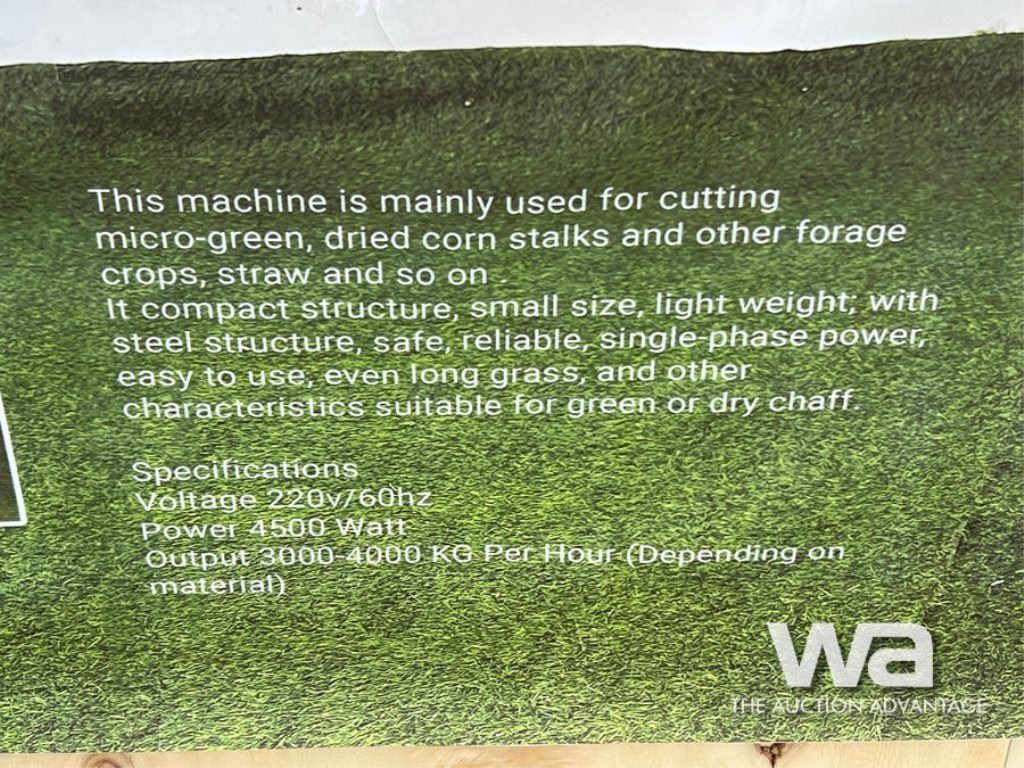 This machine is mainly used for cutting
micro-green, dried corn stalks and other forage
crops, straw and so on .
It compact structure, small size, light weight; with
steel structure, safe, reliable, single-phase power,
easy to use, even long grass, and other
characteristics suitable for green or dry chaff.
Specifications
Voltage 220v/60hz
Power 4500 Watt
Output 3000-4000 KG Per Hour (Depending on
material)
wa
THE AUCTION ADVANTAGE